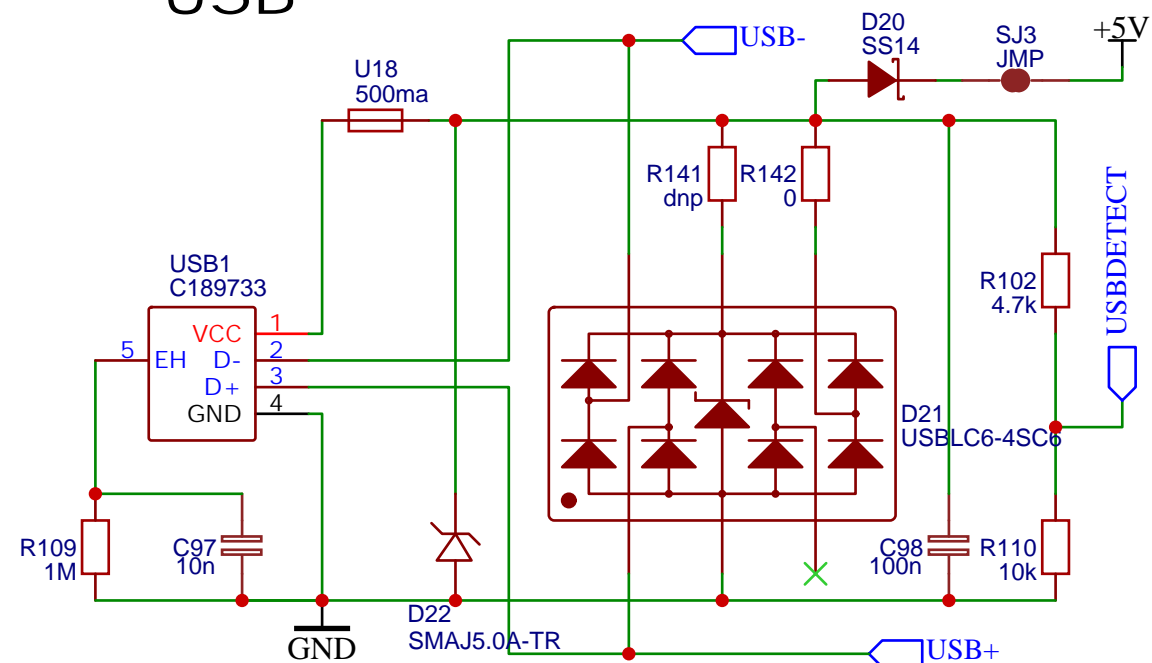 USB
USB-
D20
SS14
SJ3
JMP
+5V
U18
500ma
R141
dnp
R142
0
USBDETECT
USB1
C189733
R102
4.7k
VCC 1
5 EH D- 2
D+ 3
GND 4
D21
USBLC6-4SC6
R109
1M
C97
10n
C98
100n
R110
10k
D22
SMAJ5.0A-TR
GND
USB+